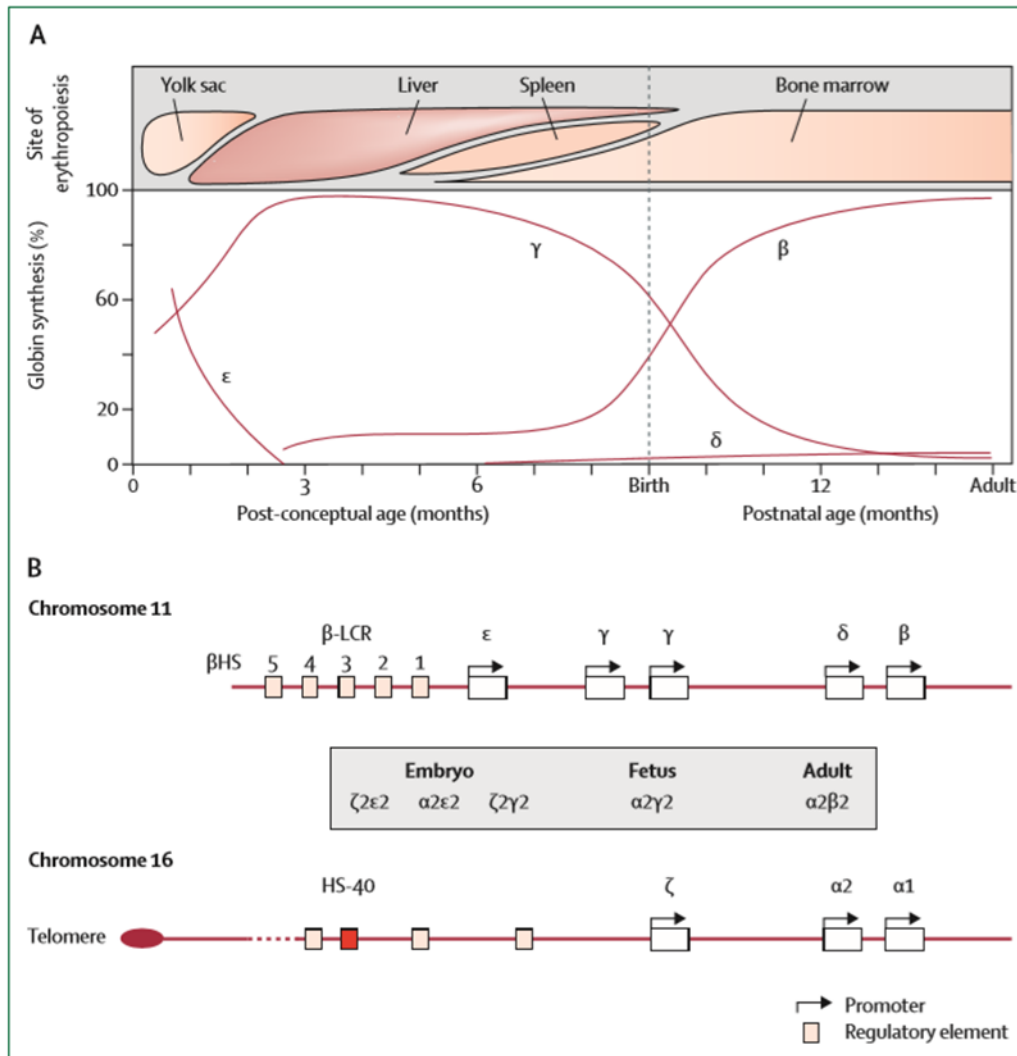 A
Site of erythropoiesis
Yolk sac
Liver
Spleen
Bone marrow
Globin synthesis (%)
100
60
20
0
γ
β
ε
δ
0
3
6
Birth
12
Adult
Post-conceptual age (months)
Postnatal age (months)
B
Chromosome 11
β-LCR
ε
γ
γ
δ
β
βHS
5
4
3
2
1
Embryo
Fetus
Adult
ζ2ε2
α2ε2
ζ2γ2
α2γ2
α2β2
Chromosome 16
HS-40
ζ
α2
α1
Telomere
Promoter
Regulatory element